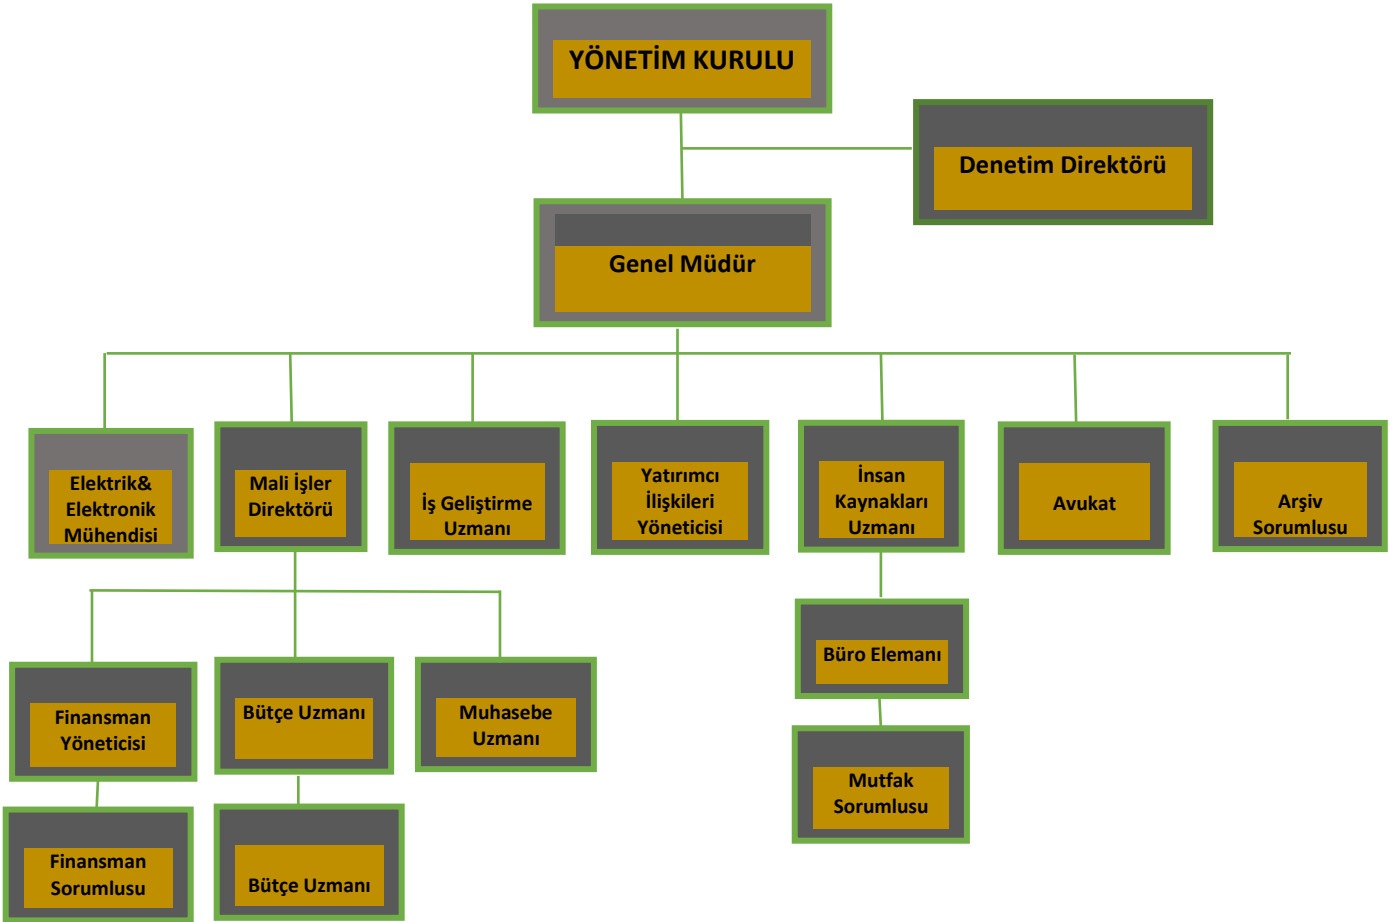 YÖNETİM KURULU
Denetim Direktörü
Genel Müdür
Elektrik&
Elektronik
Mühendisi
Mali İşler
Direktörü
İş Geliştirme
Uzmanı
Yatırımcı
İlişkileri
Yöneticisi
İnsan
Kaynakları
Uzmanı
Avukat
Arşiv
Sorumlusu
Büro Elemanı
Finansman
Yöneticisi
Bütçe Uzmanı
Muhasebe
Uzmanı
Mutfak
Sorumlusu
Finansman
Sorumlusu
Bütçe Uzmanı